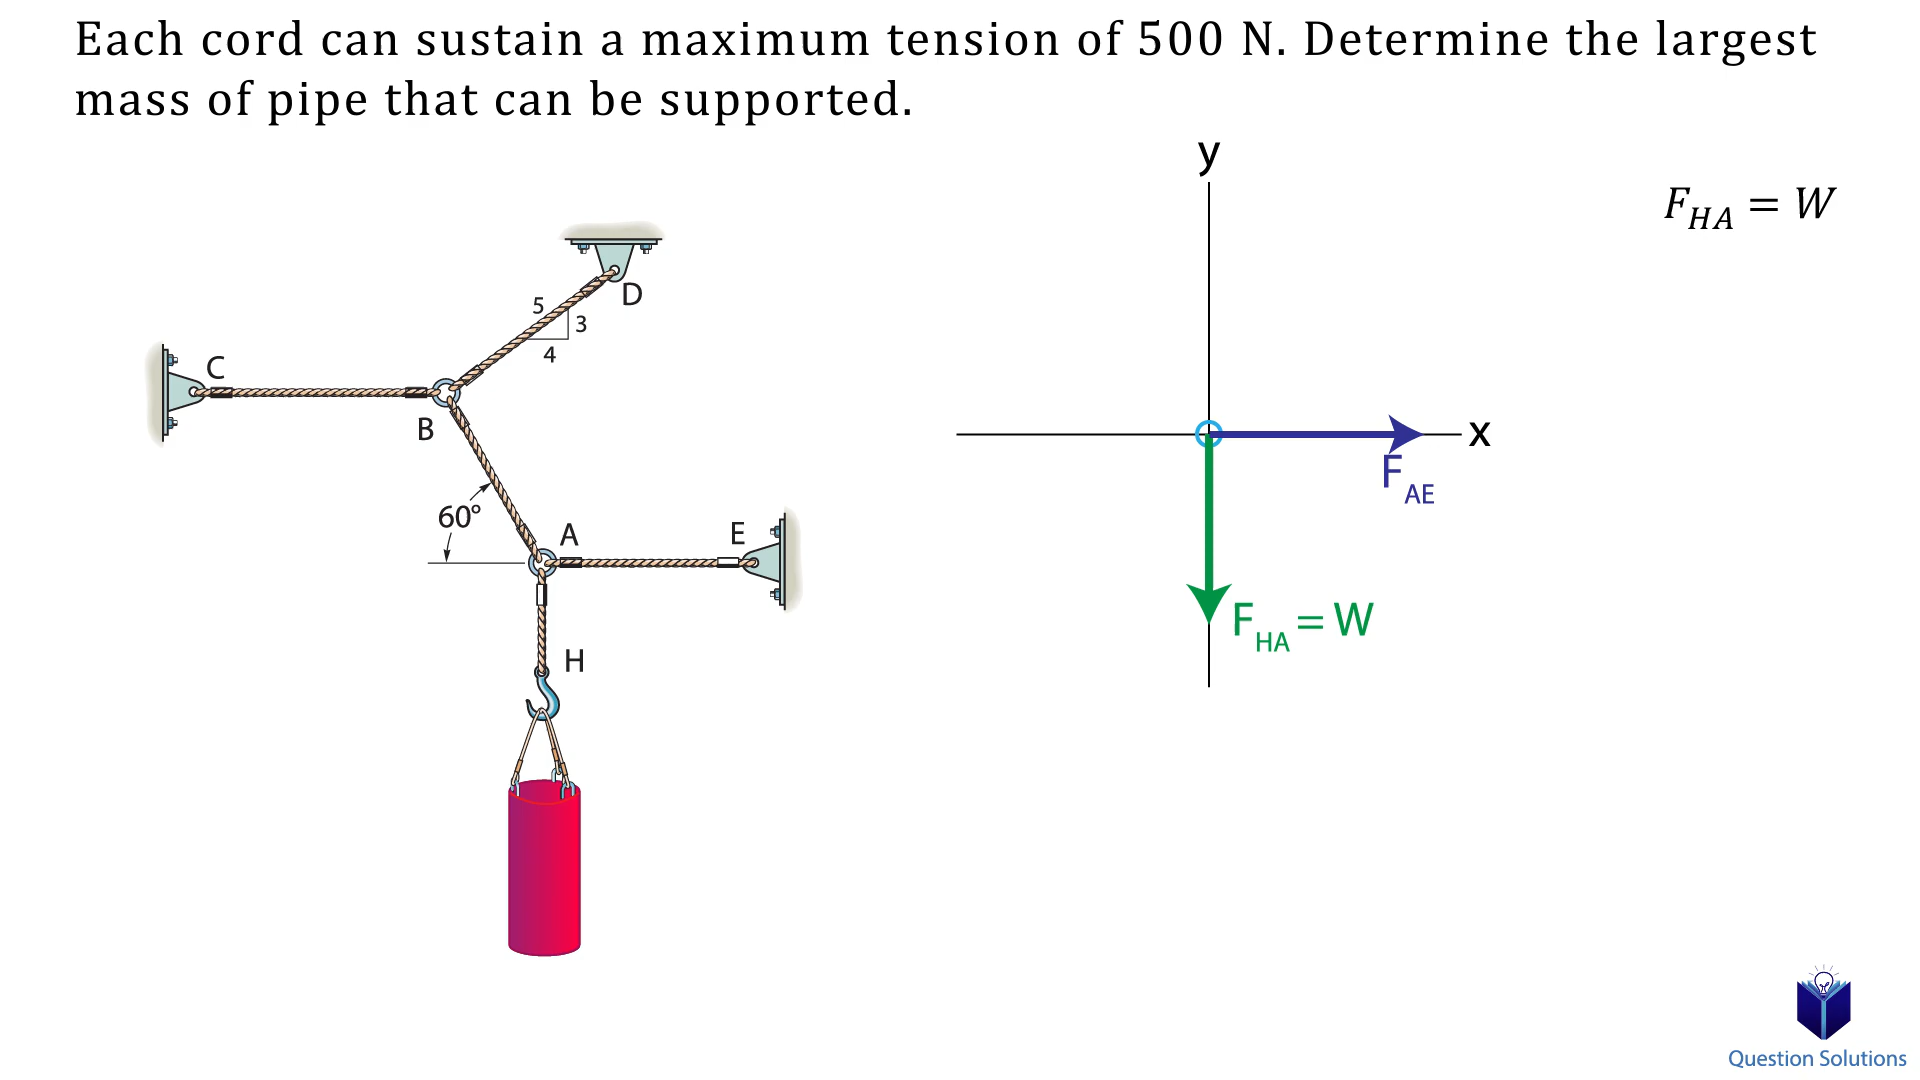 Each cord can sustain a maximum tension of 500 N. Determine the largest
mass of pipe that can be supported.
y
F_HA = W
D
5
3
4
C
B
x
F_AE
60°
A
E
F_HA = W
H
Question Solutions